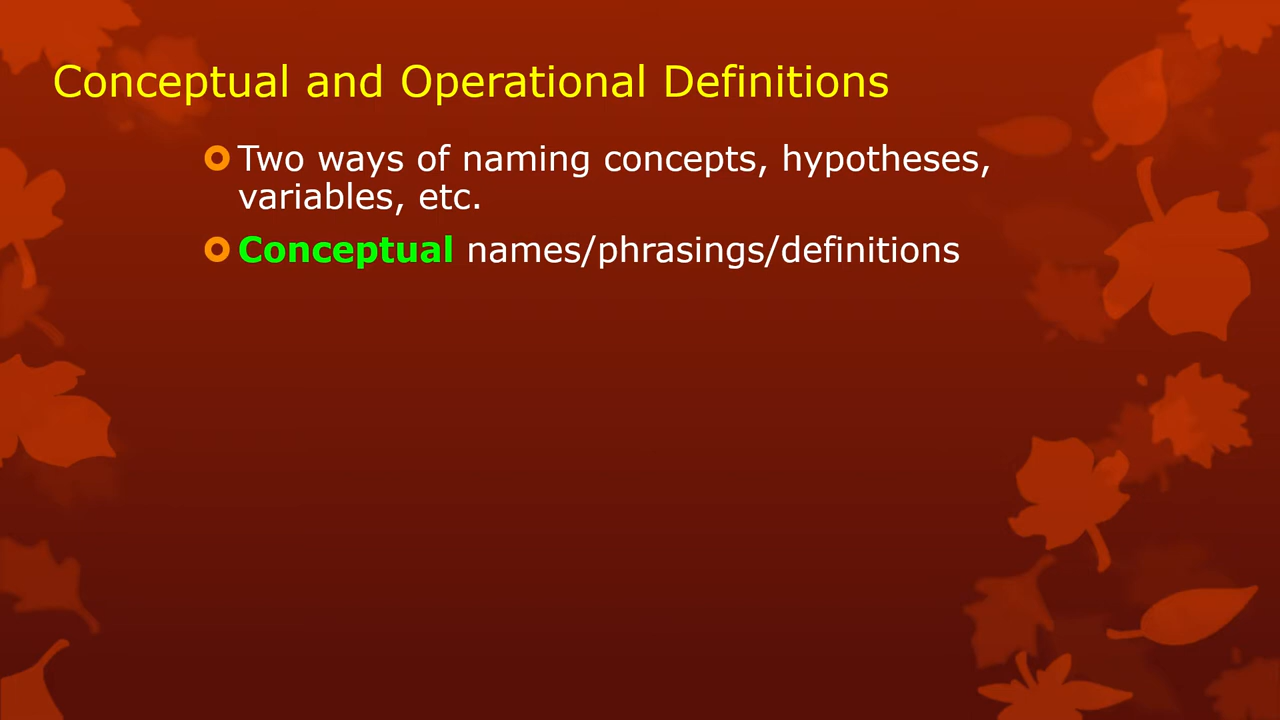 Conceptual and Operational Definitions
Two ways of naming concepts, hypotheses,
variables, etc.
Conceptual names/phrasings/definitions